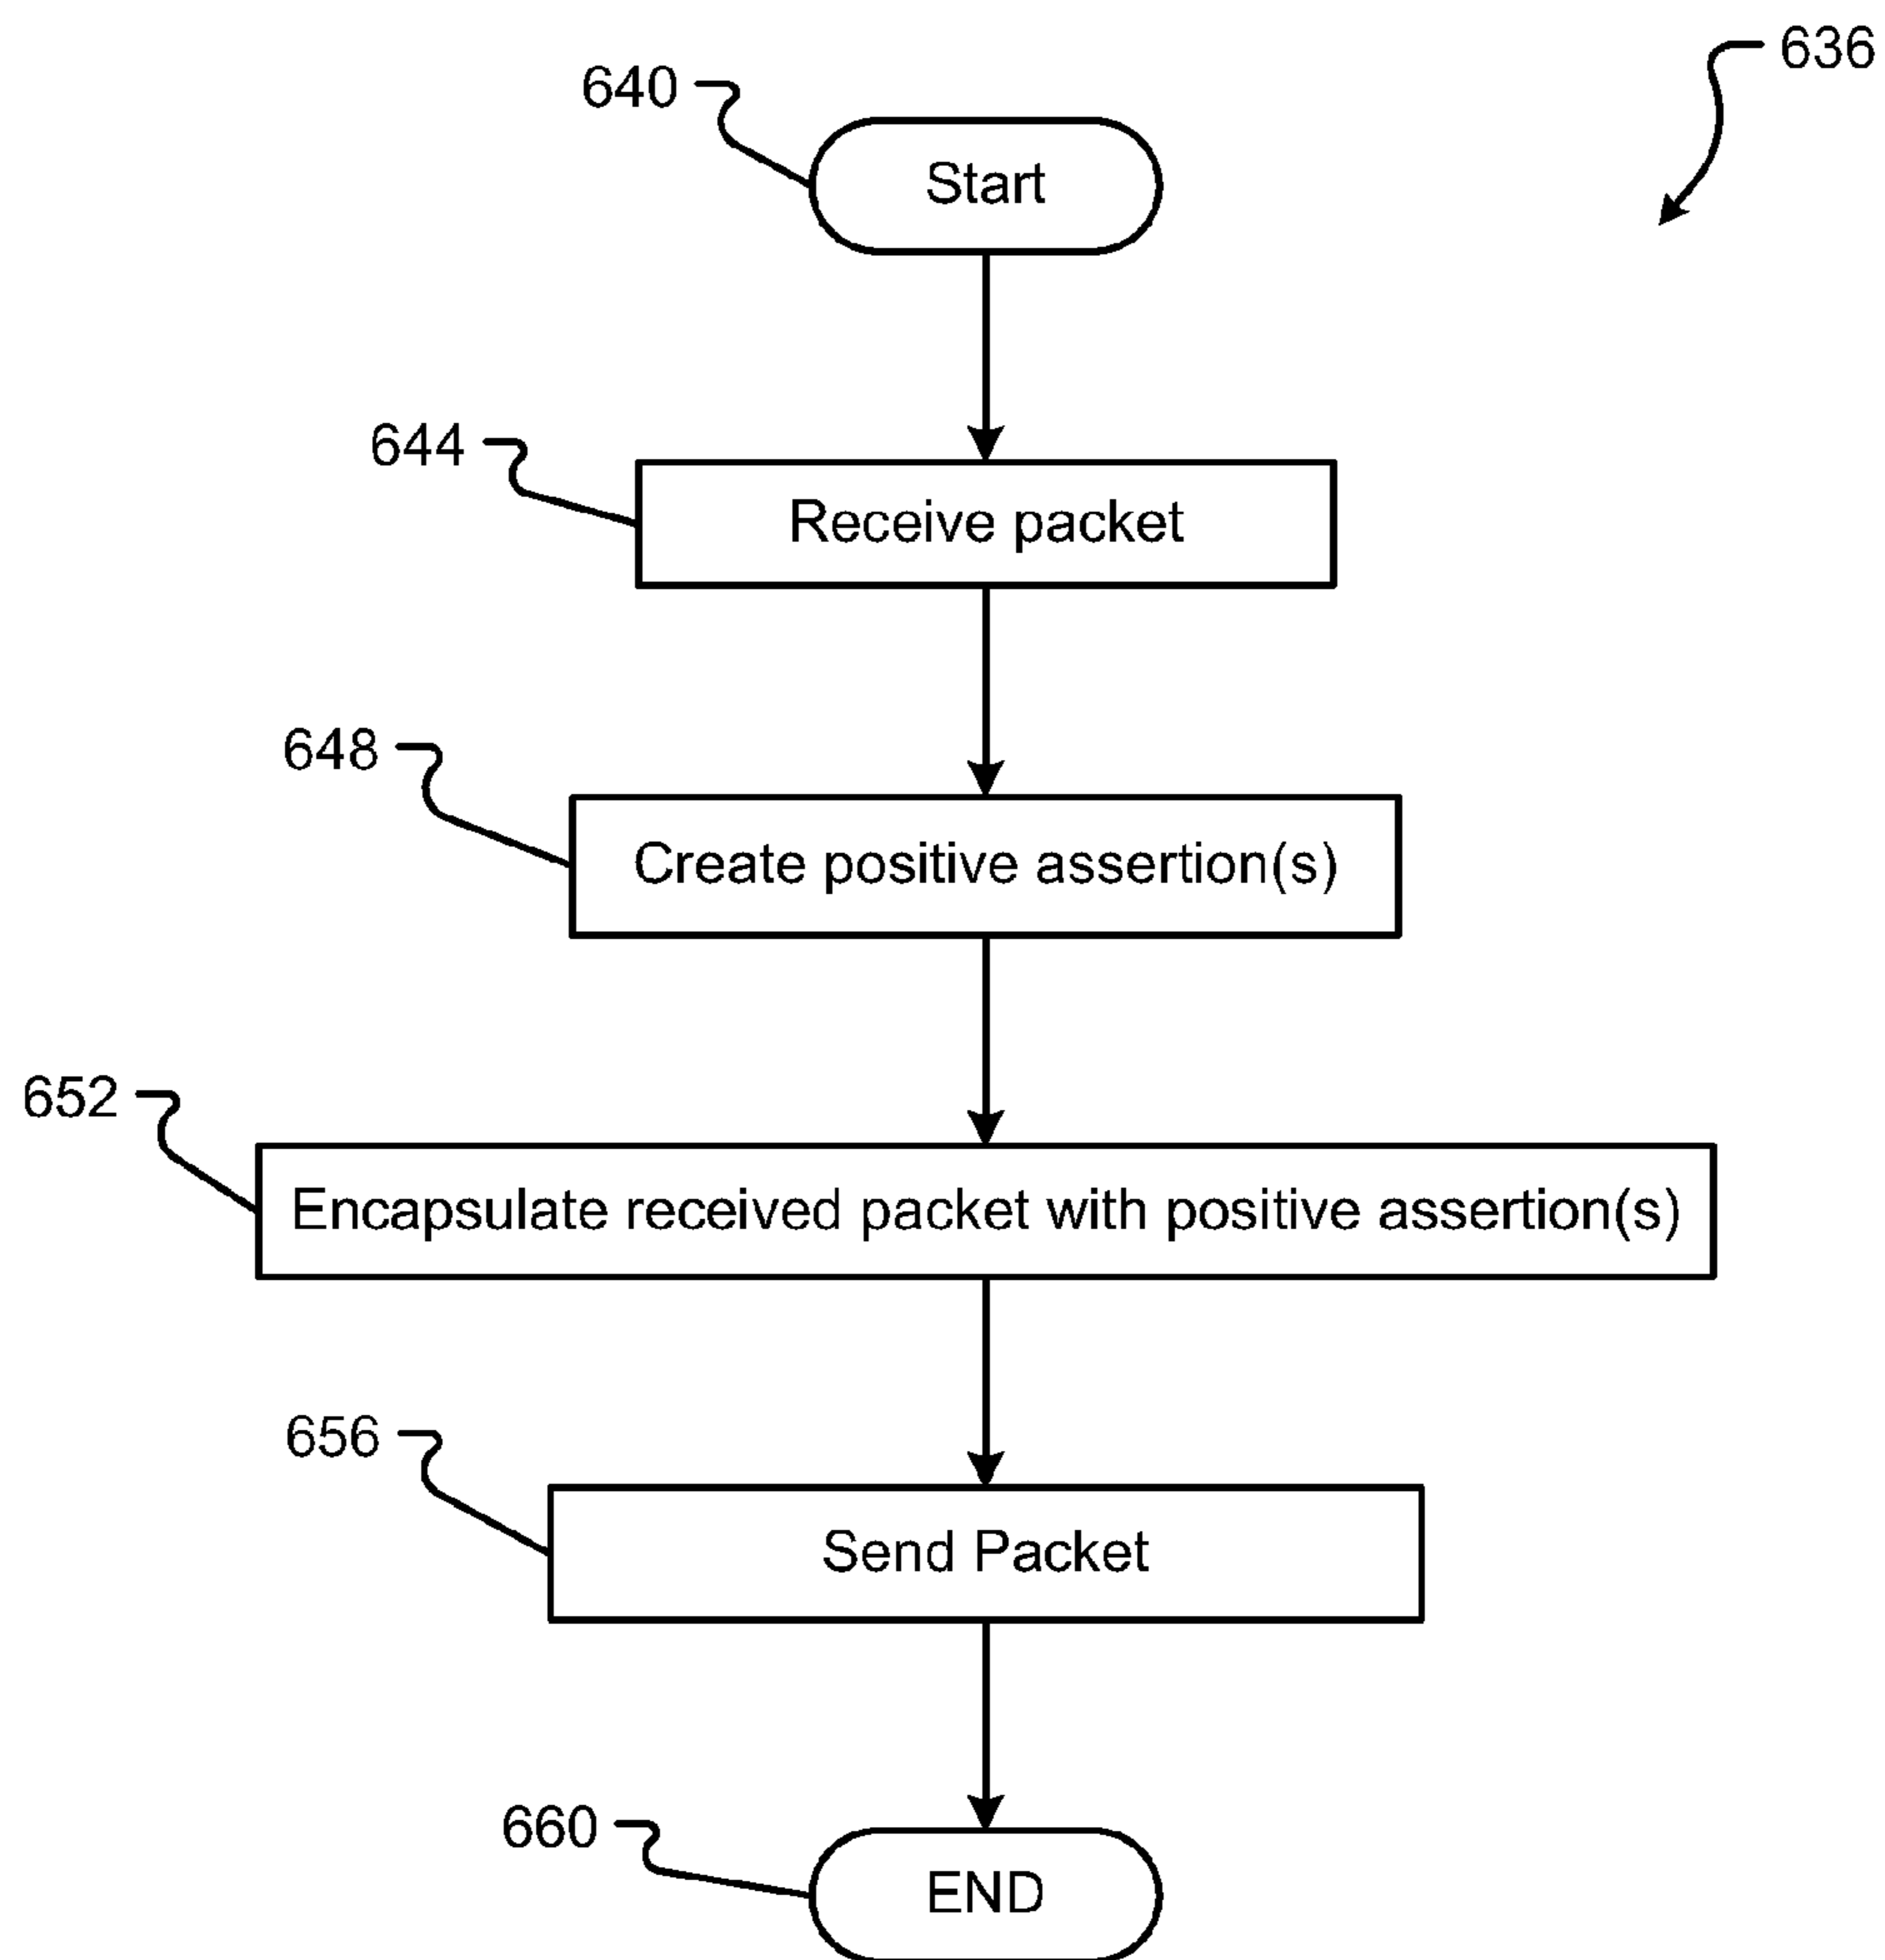 636
640
Start
644
Receive packet
648
Create positive assertion(s)
652
Encapsulate received packet with positive assertion(s)
656
Send Packet
660
END